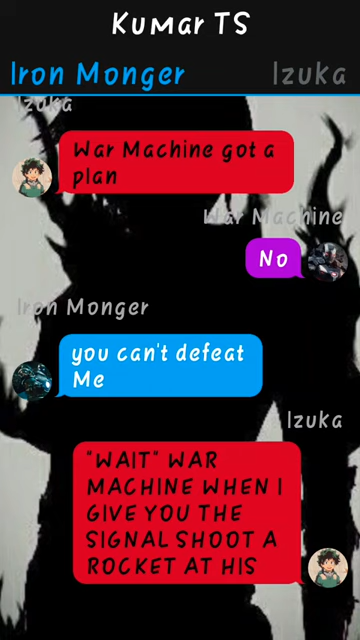 Kumar TS
Iron Monger Izuka
Izuka
War Machine got a
plan
War Machine
No
Iron Monger
you can't defeat
Me
Izuka
"WAIT" WAR
MACHINE WHEN I
GIVE YOU THE
SIGNAL SHOOT A
ROCKET AT HIS